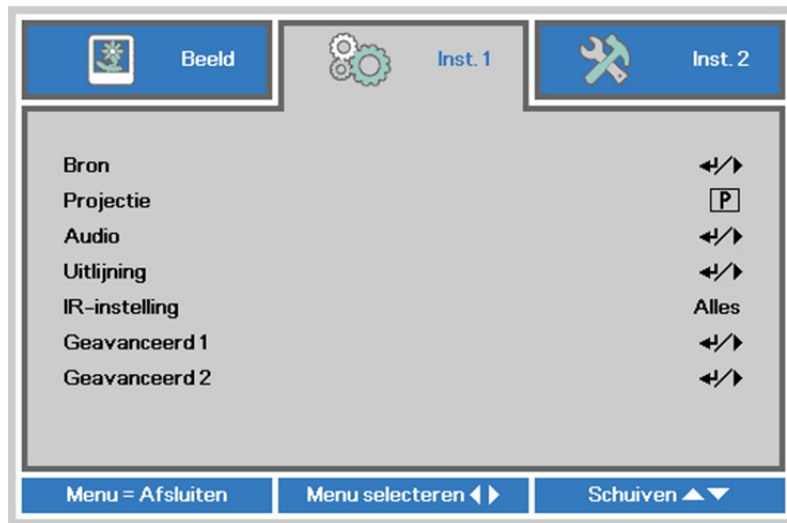 Beeld
Inst. 1
Inst. 2
Bron
Projectie P
Audio
Uitlijning
IR-instelling Alles
Geavanceerd 1
Geavanceerd 2
Menu = Afsluiten
Menu selecteren
Schuiven